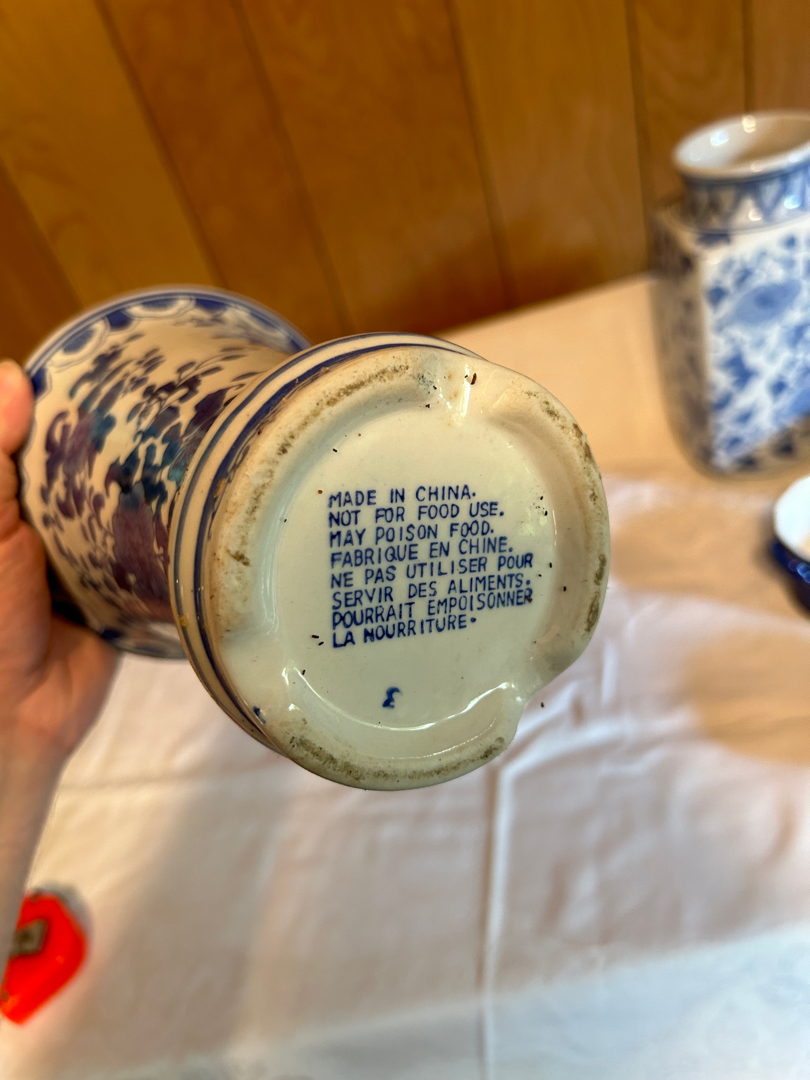 MADE IN CHINA.
NOT FOR FOOD USE.
MAY POISON FOOD.
FABRIQUE EN CHINE.
NE PAS UTILISER POUR
SERVIR DES ALIMENTS.
POURRAIT EMPOISONNER
LA NOURRITURE.